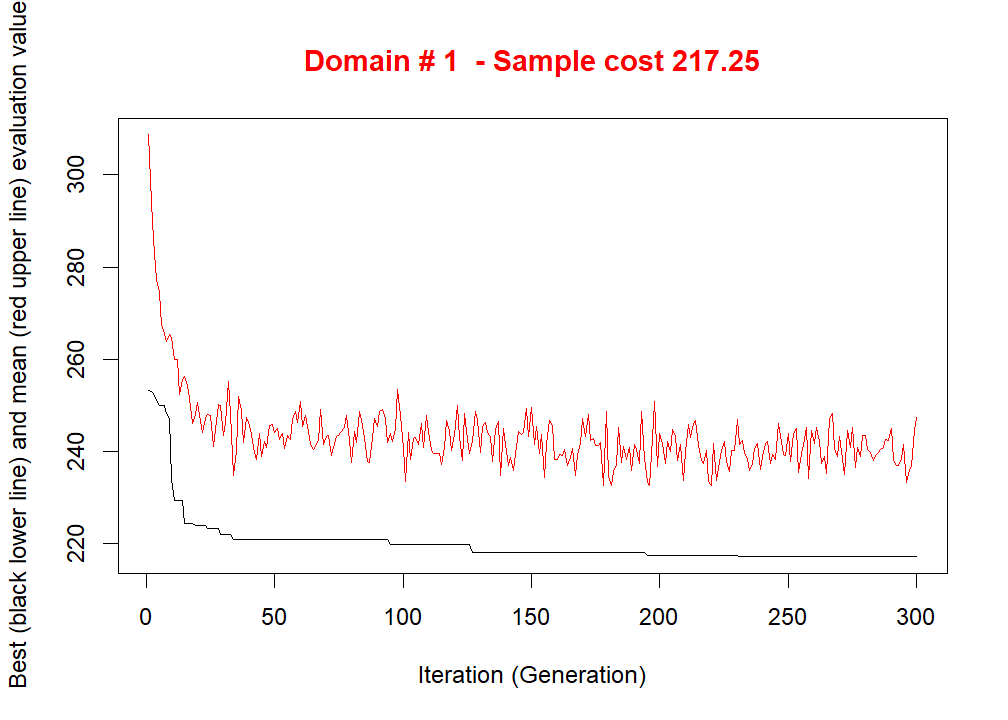 Domain # 1  - Sample cost 217.25
Best (black lower line) and mean (red upper line) evaluation value
300
280
260
240
220
0 50 100 150 200 250 300
Iteration (Generation)